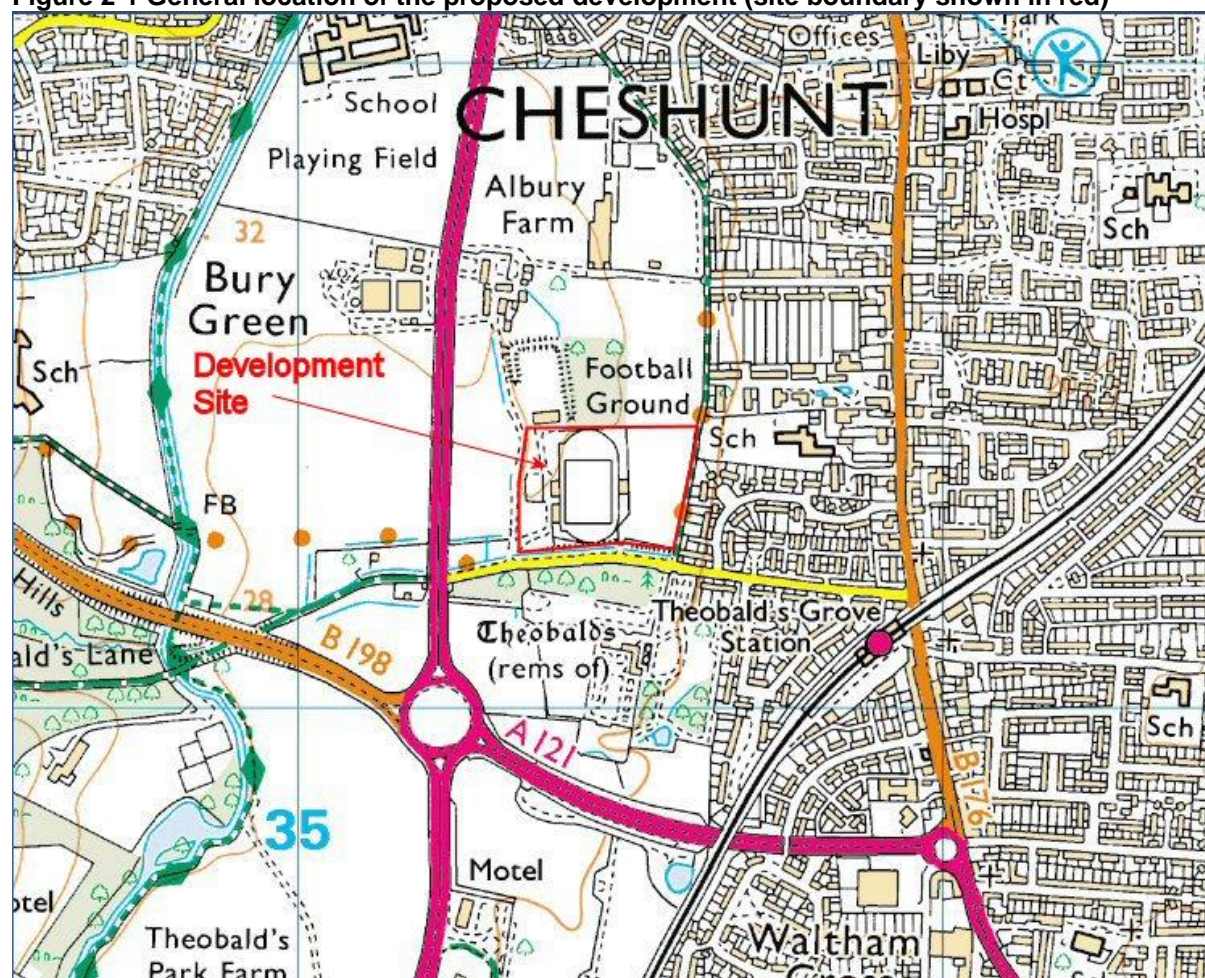 Figure 2-1 General location of the proposed development (site boundary shown in red)
Offices
Park
Liby
Ct
Hospl
School
CHESHUNT
Playing Field
Albury
Farm
Sch
32
Bury
Green
Development
Site
Sch
Football
Ground
Sch
FB
P
28
Hills
B 198
Theobalds
(rems of)
Theobald's Grove
Station
ald's Lane
A 121
Sch
B 176
35
Motel
otel
Theobald's
Park Farm
Waltham
Cross